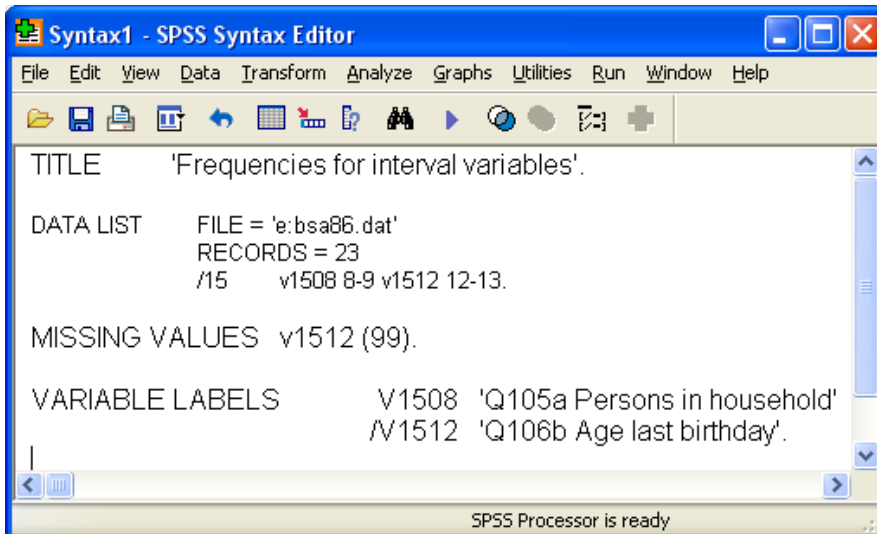 Syntax1 - SPSS Syntax Editor
File Edit View Data Transform Analyze Graphs Utilities Run Window Help
TITLE 'Frequencies for interval variables'.
DATA LIST FILE = 'e:bsa86.dat'
RECORDS = 23
/15 v1508 8-9 v1512 12-13.
MISSING VALUES v1512 (99).
VARIABLE LABELS V1508 'Q105a Persons in household'
/V1512 'Q106b Age last birthday'.
SPSS Processor is ready